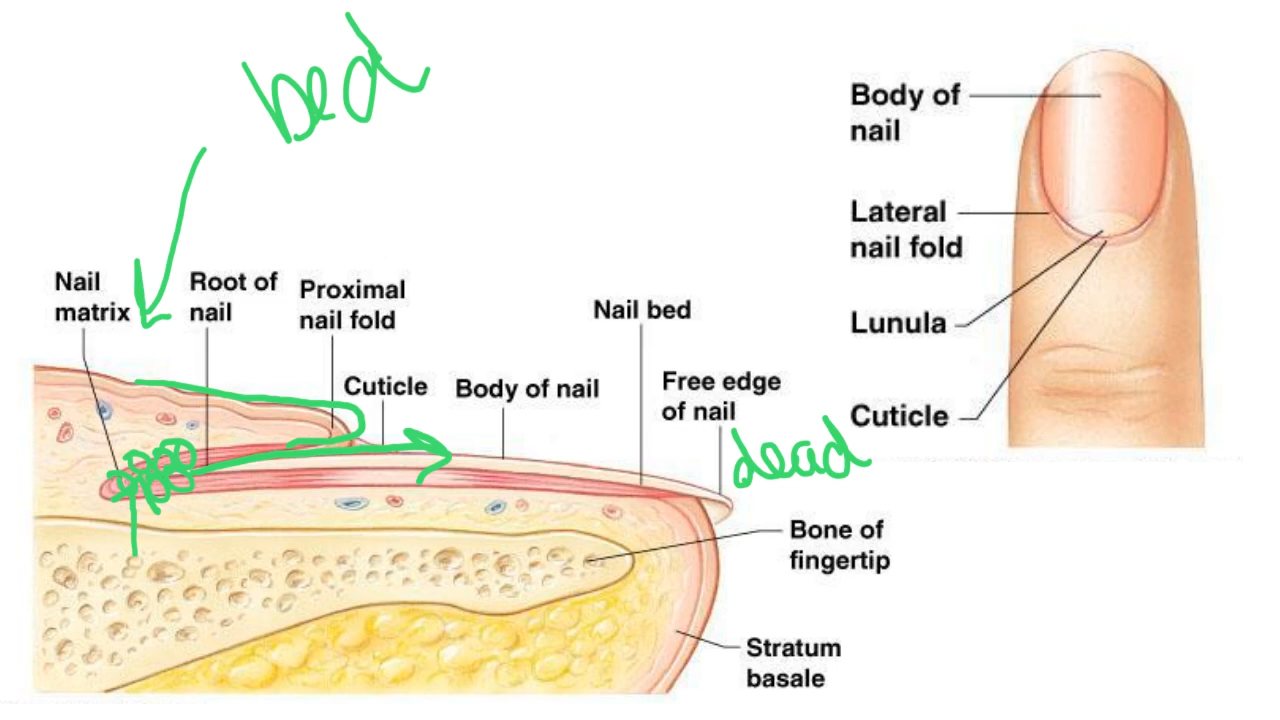 bed
Nail
matrix
Root of
nail
Proximal
nail fold
Cuticle
Body of nail
Nail bed
Free edge
of nail
dead
Bone of
fingertip
Stratum
basale
Body of
nail
Lateral
nail fold
Lunula
Cuticle